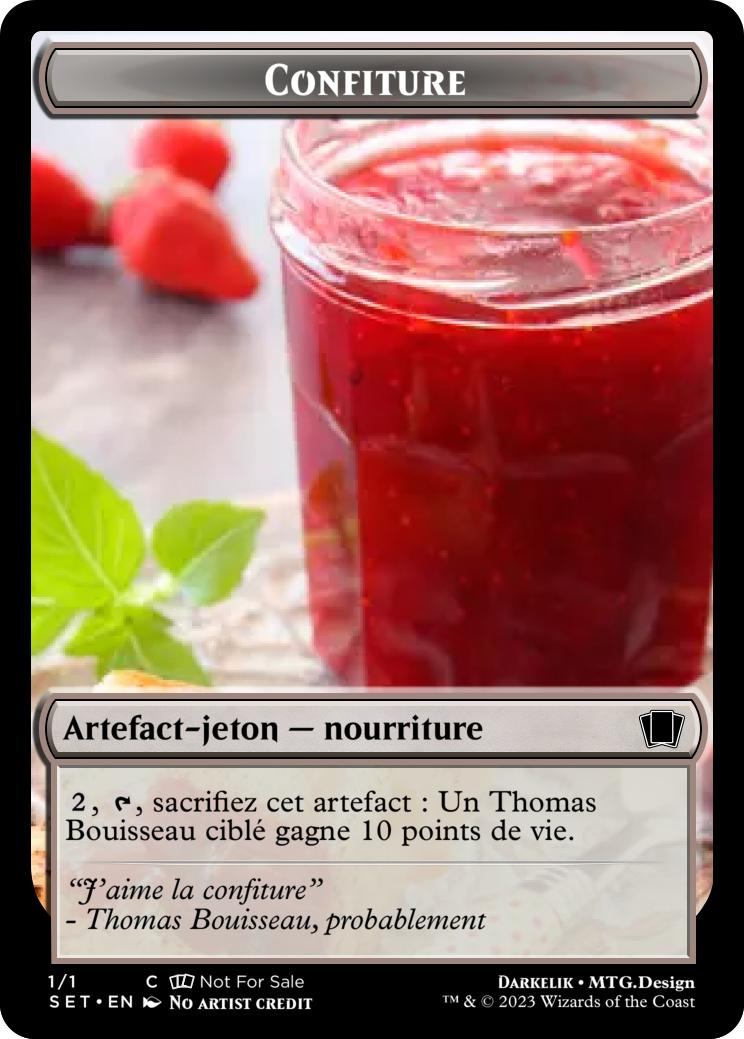 Confiture
Artefact-jeton — nourriture
2, , sacrifiez cet artefact : Un Thomas
Bouisseau ciblé gagne 10 points de vie.
“J’aime la confiture”
- Thomas Bouisseau, probablement
1/1 C Not For Sale
SET • EN No artist credit
Darkelik • MTG.Design
™ & © 2023 Wizards of the Coast